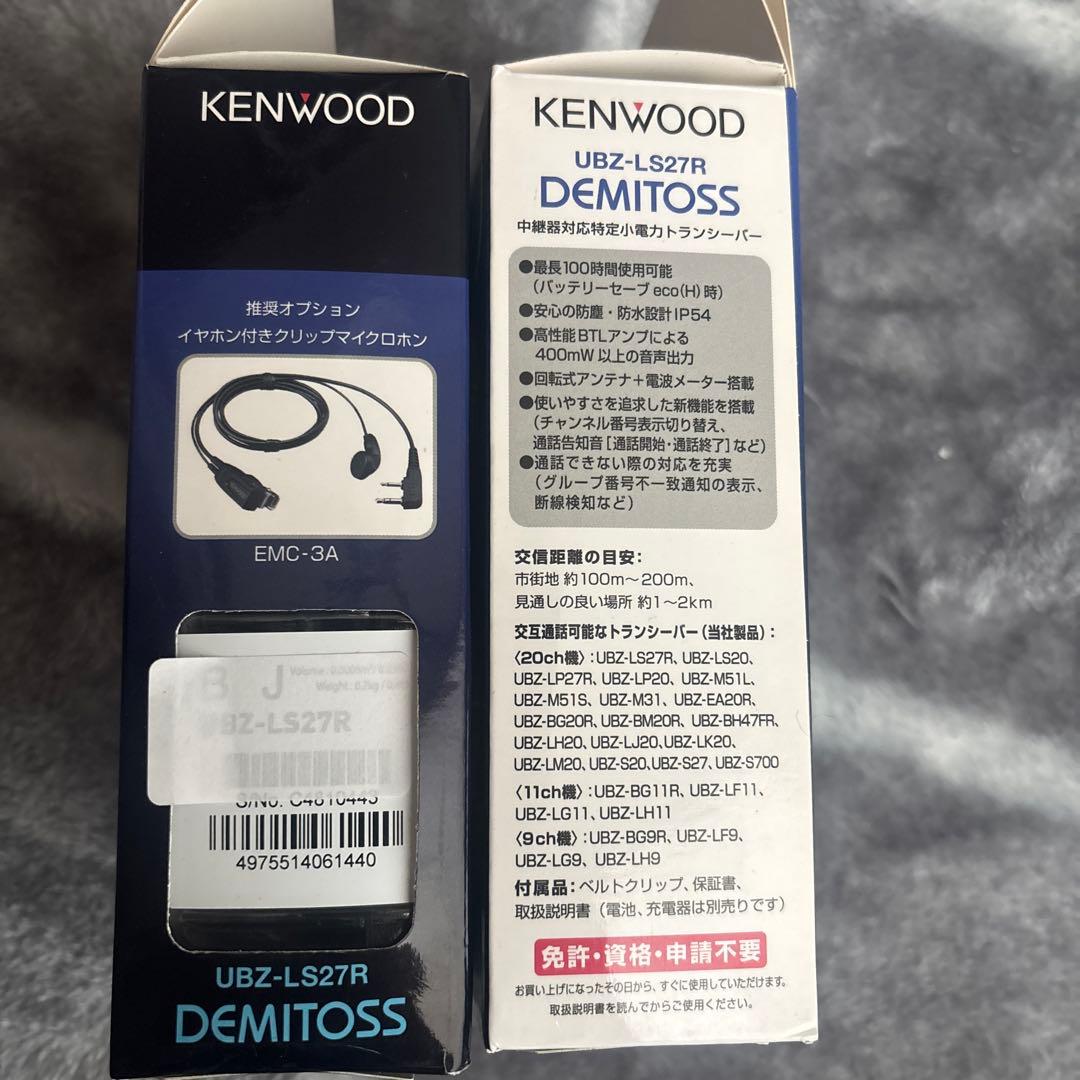 KENWOOD
推奨オプション
イヤホン付きクリップマイクロホン
EMC-3A
B J
Weight : 0.2kg
BZ-LS27R
S/No. C4810443
4975514061440
UBZ-LS27R
DEMITOSS
KENWOOD
UBZ-LS27R
DEMITOSS
中継器対応特定小電力トランシーバー
●最長100時間使用可能
(バッテリーセーブ eco(H) 時)
●安心の防塵・防水設計IP54
●高性能BTLアンプによる
400mW以上の音声出力
●回転式アンテナ+電波メーター搭載
●使いやすさを追求した新機能を搭載
(チャンネル番号表示切り替え、
通話告知音[通話開始・通話終了]など)
●通話できない際の対応を充実
(グループ番号不一致通知の表示、
断線検知など)
交信距離の目安:
市街地 約100m〜200m、
見通しの良い場所 約1〜2km
交互通話可能なトランシーバー(当社製品):
〈20ch機〉:UBZ-LS27R、UBZ-LS20、
UBZ-LP27R、UBZ-LP20、UBZ-M51L、
UBZ-M51S、UBZ-M31、UBZ-EA20R、
UBZ-BG20R、UBZ-BM20R、UBZ-BH47FR、
UBZ-LH20、UBZ-LJ20、UBZ-LK20、
UBZ-LM20、UBZ-S20、UBZ-S27、UBZ-S700
〈11ch機〉:UBZ-BG11R、UBZ-LF11、
UBZ-LG11、UBZ-LH11
〈9ch機〉:UBZ-BG9R、UBZ-LF9、
UBZ-LG9、UBZ-LH9
付属品:ベルトクリップ、保証書、
取扱説明書(電池、充電器は別売りです)
免許・資格・申請不要
お買い上げになったその日から、すぐに使用していただけます。
取扱説明書を読んでからご使用ください。